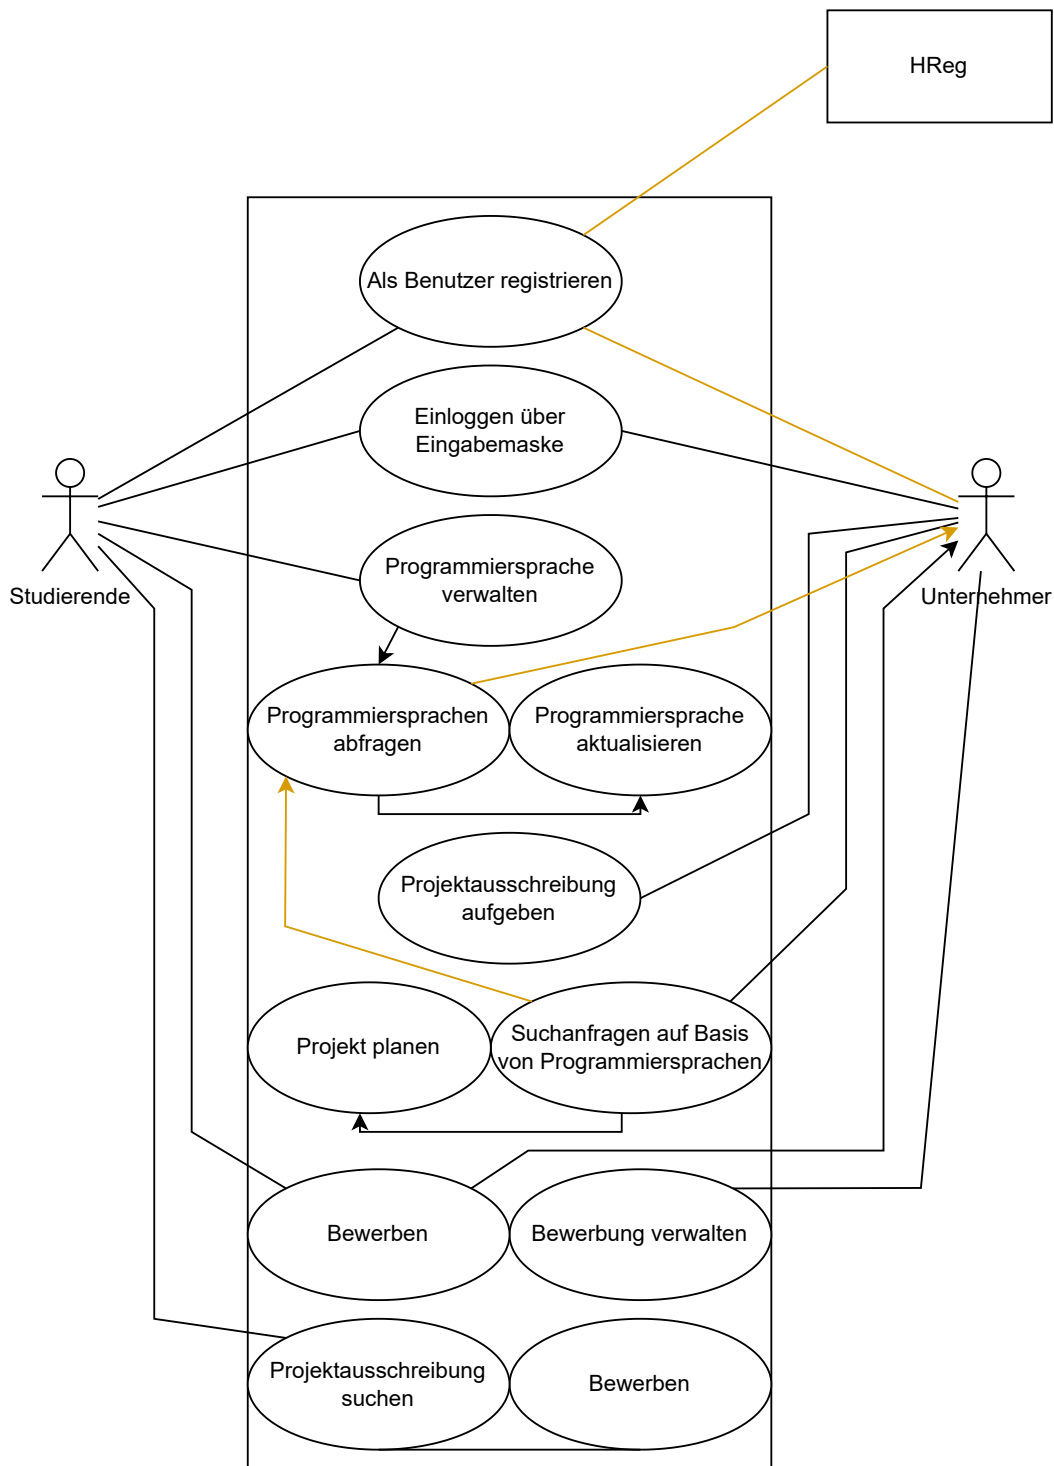 HReg
Als Benutzer registrieren
Einloggen über
Eingabemaske
Studierende
Unternehmer
Programmiersprache
verwalten
Programmiersprachen
abfragen
Programmiersprache
aktualisieren
Projektausschreibung
aufgeben
Projekt planen
Suchanfragen auf Basis
von Programmiersprachen
Bewerben
Bewerbung verwalten
Projektausschreibung
suchen
Bewerben